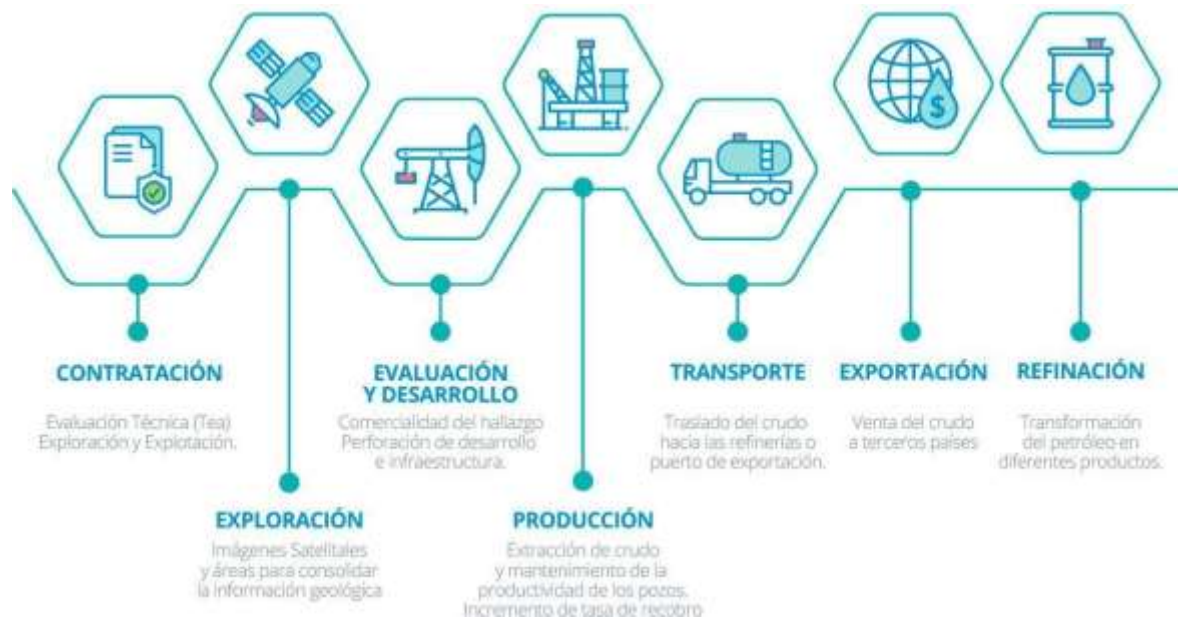 $
CONTRATACIÓN
Evaluación Técnica (Tea)
Exploración y Explotación.
EXPLORACIÓN
Imágenes Satelitales
y áreas para consolidar
la información geológica
EVALUACIÓN
Y DESARROLLO
Comercialidad del hallazgo
Perforación de desarrollo
e infraestructura.
PRODUCCIÓN
Extracción de crudo
y mantenimiento de la
productividad de los pozos.
Incremento de tasa de recobro
TRANSPORTE
Traslado del crudo
hacia las refinerías o
puerto de exportación.
EXPORTACIÓN
Venta del crudo
a terceros países
REFINACIÓN
Transformación
del petróleo en
diferentes productos.